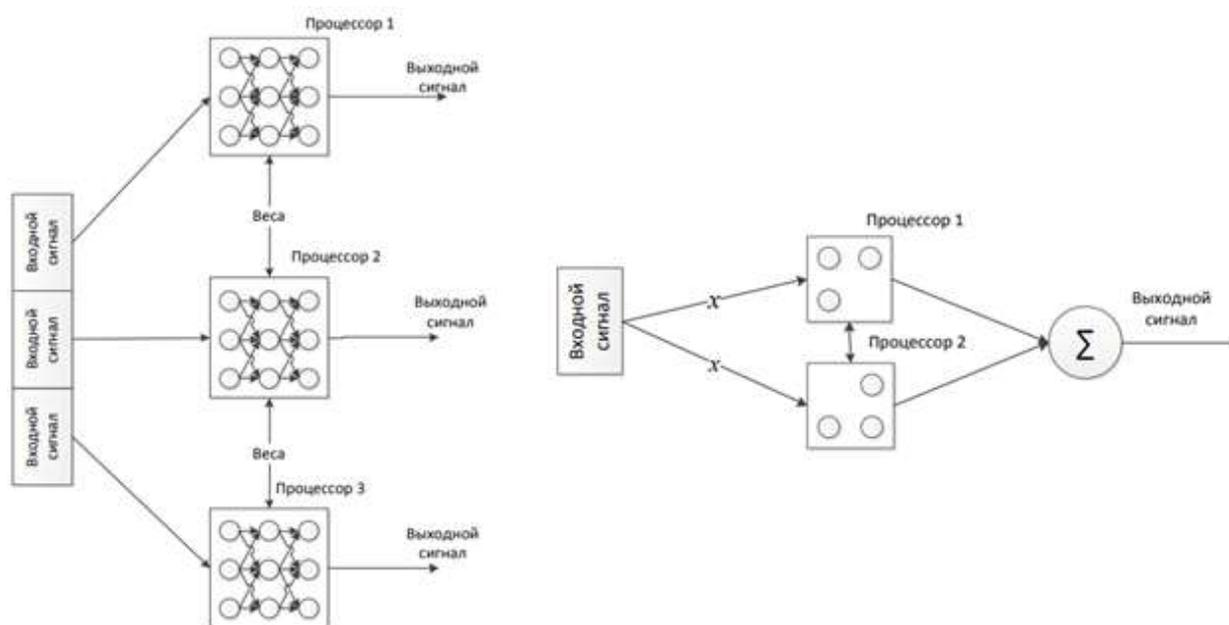 Процессор 1
Выходной
сигнал
Входной
сигнал
Веса
Процессор 2
Входной
сигнал
Выходной
сигнал
Входной
сигнал
Веса
Процессор 3
Выходной
сигнал
Процессор 1
Входной
сигнал
x
x
Процессор 2
Σ
Выходной
сигнал